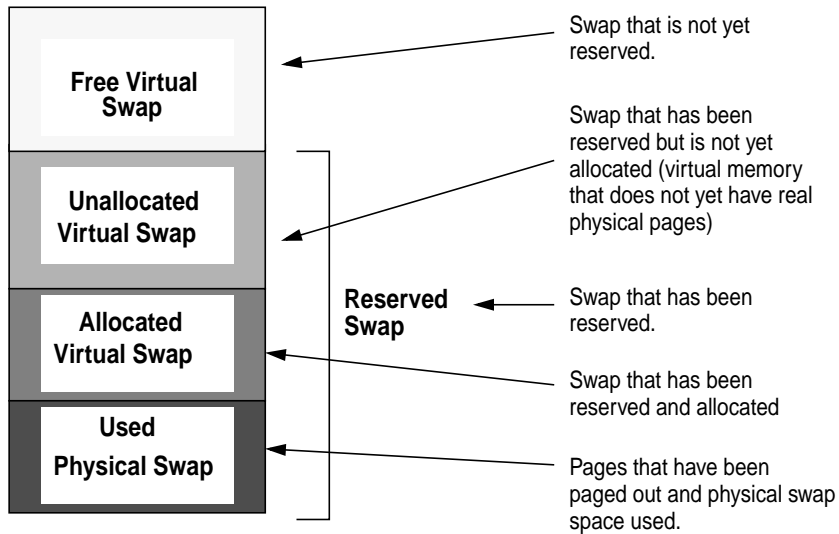 Free Virtual
Swap
Unallocated
Virtual Swap
Allocated
Virtual Swap
Used
Physical Swap
Reserved
Swap
Swap that is not yet
reserved.
Swap that has been
reserved but is not yet
allocated (virtual memory
that does not yet have real
physical pages)
Swap that has been
reserved.
Swap that has been
reserved and allocated
Pages that have been
paged out and physical swap
space used.